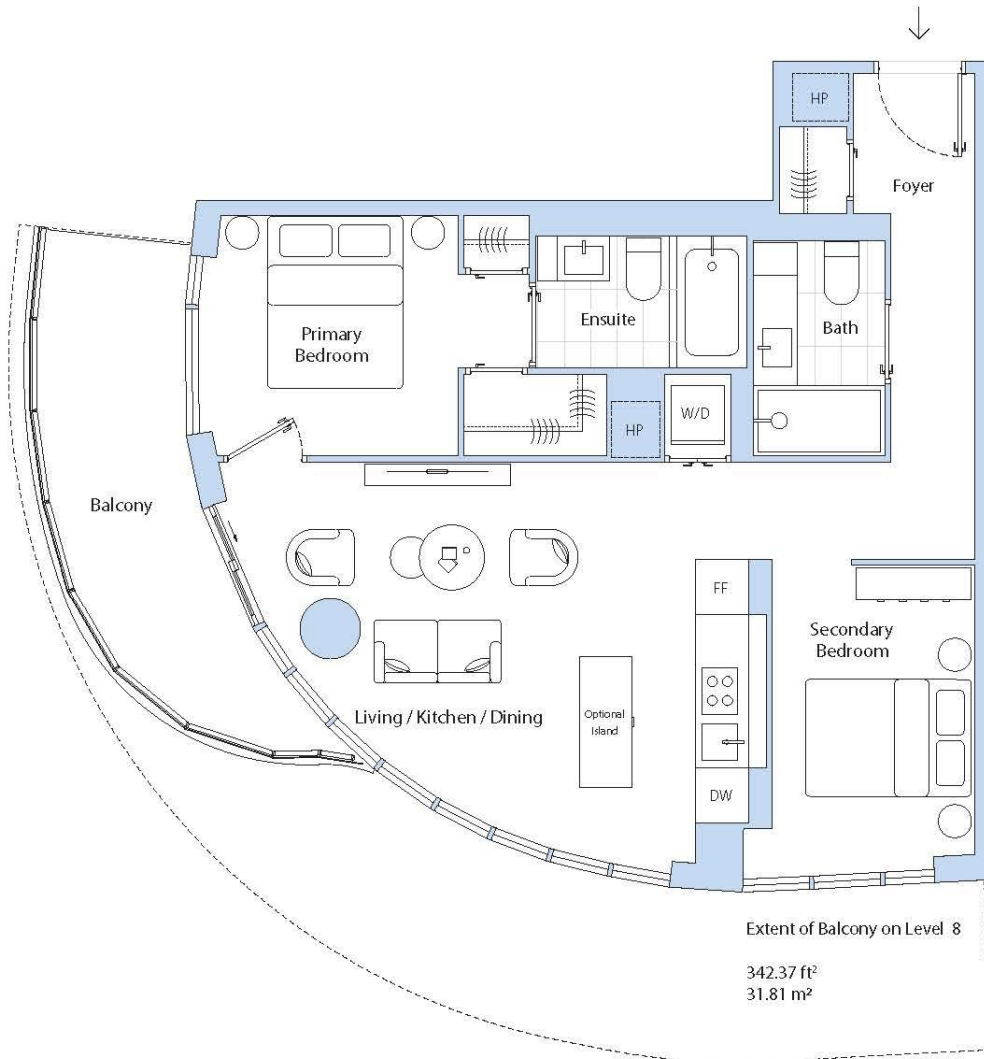 HP
Foyer
Primary
Bedroom
Ensuite
Bath
HP
W/D
Balcony
FF
Secondary
Bedroom
Living / Kitchen / Dining
Optional
Island
DW
Extent of Balcony on Level 8
342.37 ft²
31.81 m²